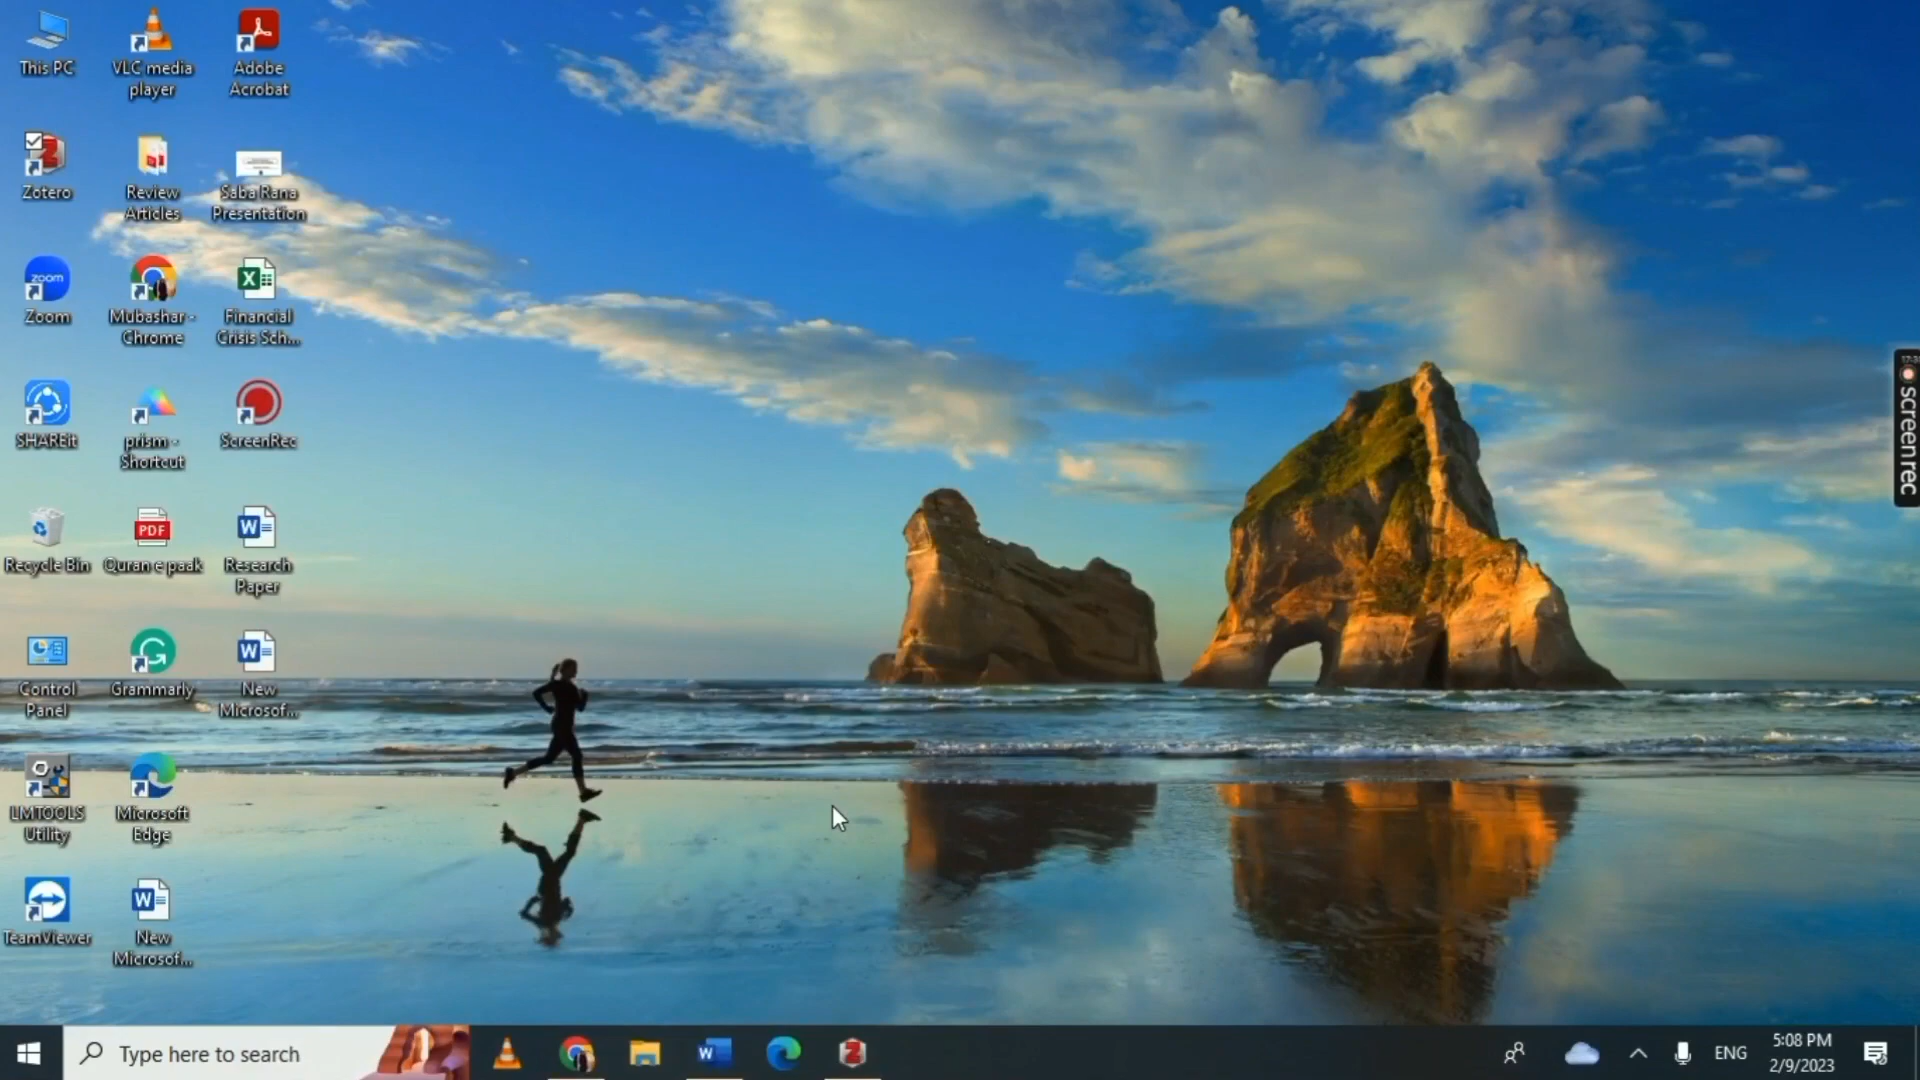 This PC
VLC media
player
Adobe
Acrobat
Zotero
Review
Articles
Saba Rana
Presentation
zoom
Zoom
Mubashar -
Chrome
Financial
Crisis Sch...
SHAREit
prism -
Shortcut
ScreenRec
Recycle Bin
PDF
Quran e paak
Research
Paper
Control
Panel
Grammarly
New
Microsof...
LMTOOLS
Utility
Microsoft
Edge
TeamViewer
New
Microsof...
screenrec
Type here to search
ENG
5:08 PM
2/9/2023